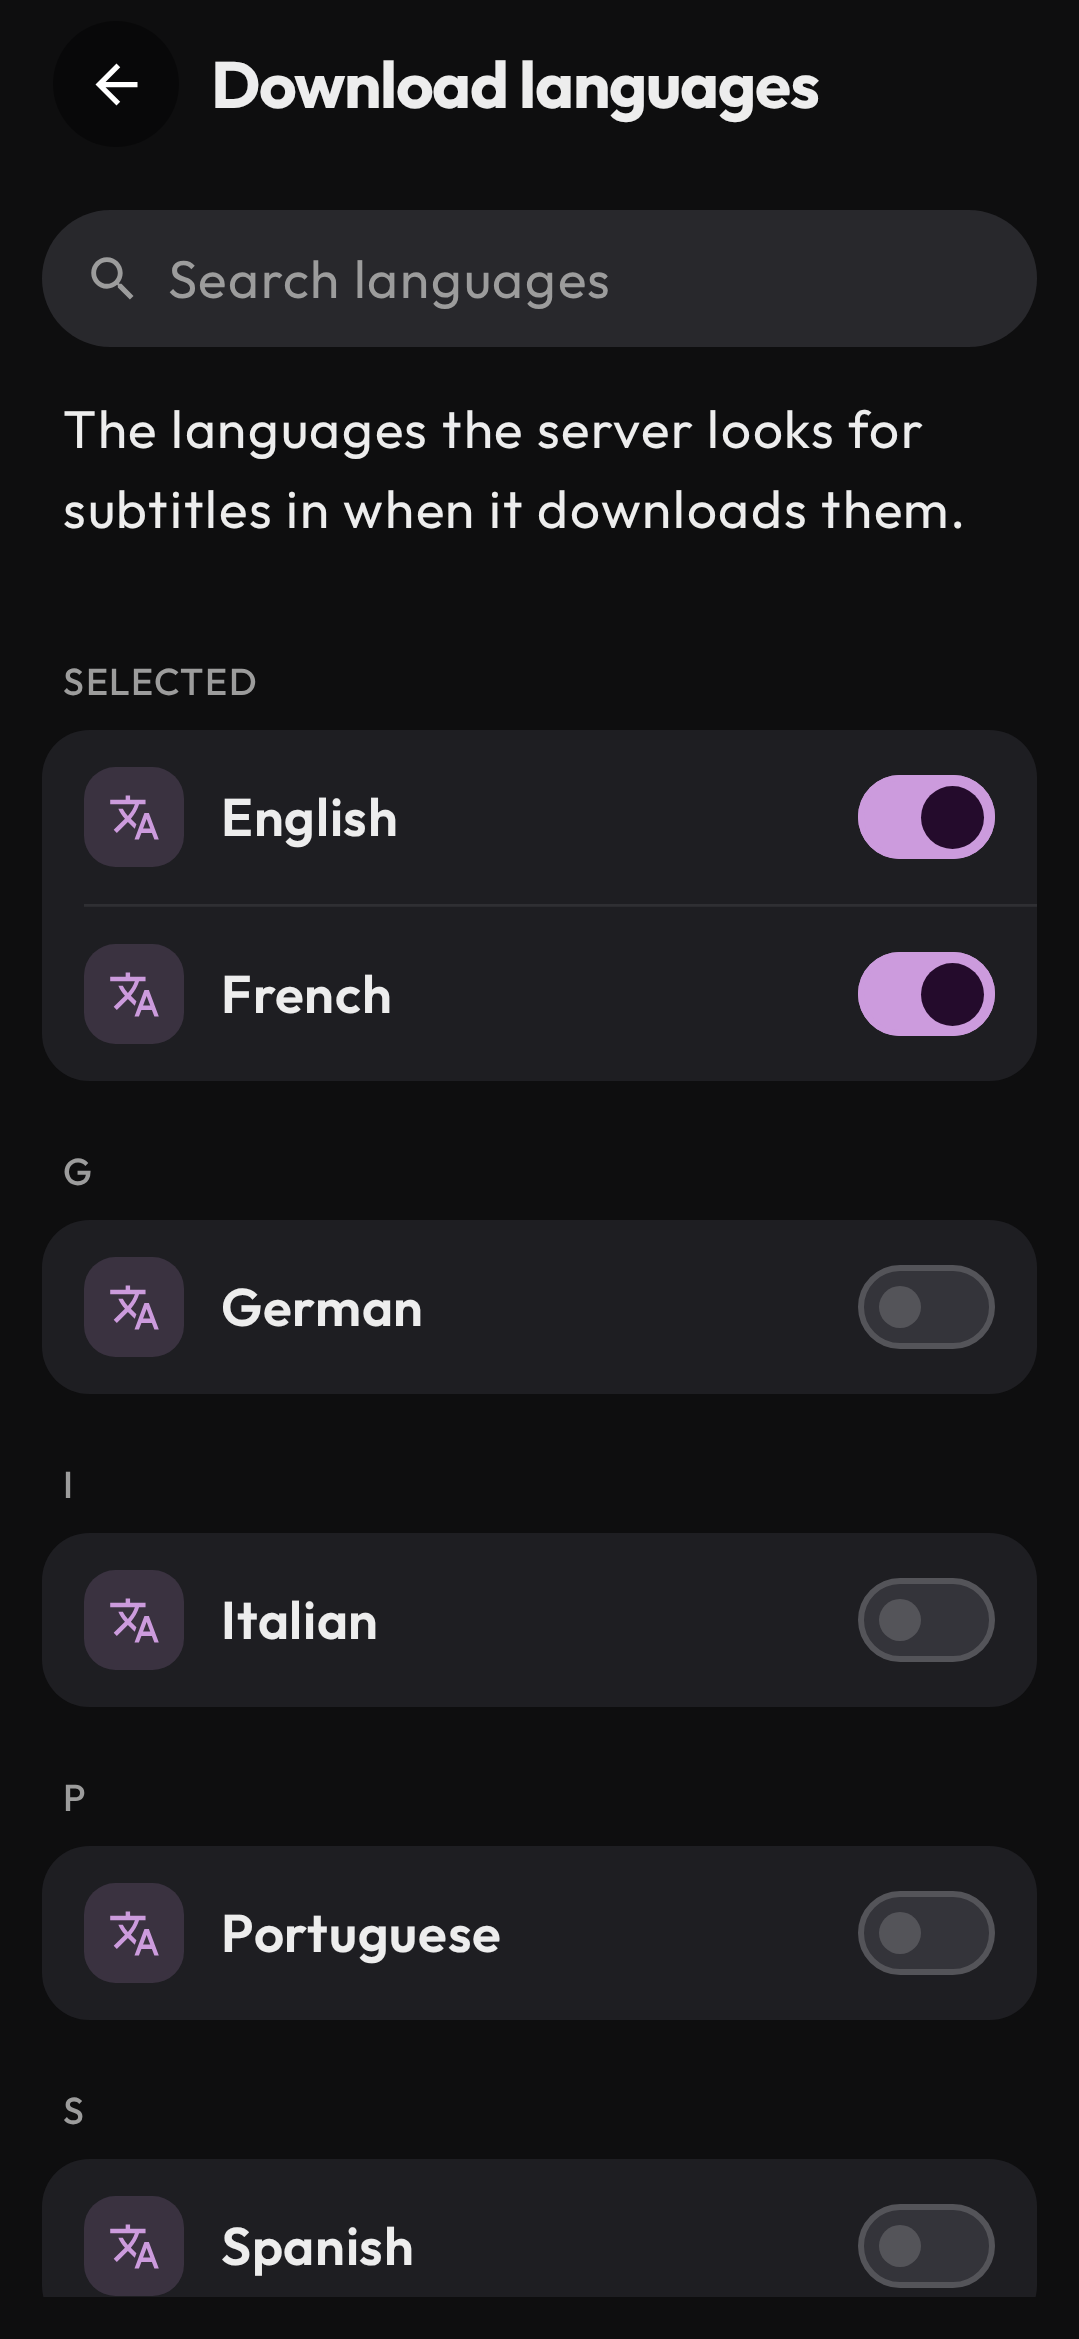 Download languages
Search languages
The languages the server looks for
subtitles in when it downloads them.
SELECTED
English
French
G
German
I
Italian
P
Portuguese
S
Spanish